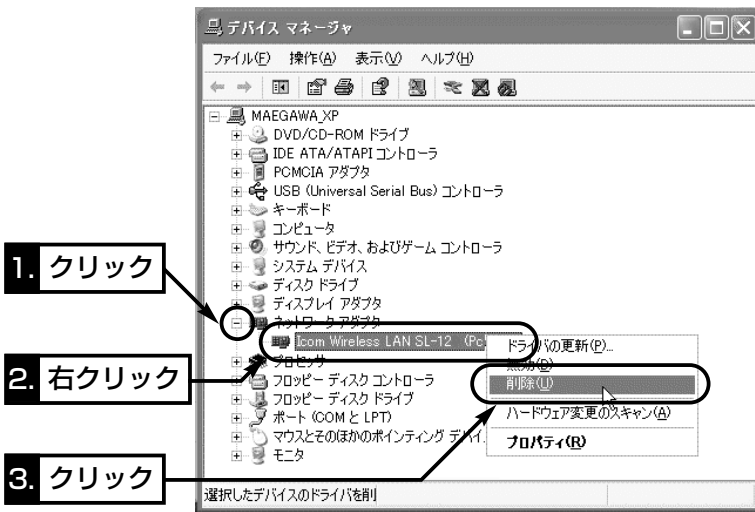 デバイス マネージャ
ファイル(F) 操作(A) 表示(V) ヘルプ(H)
MAEGAWA_XP
DVD/CD-ROM ドライブ
IDE ATA/ATAPI コントローラ
PCMCIA アダプタ
USB (Universal Serial Bus) コントローラ
キーボード
コンピュータ
サウンド、ビデオ、およびゲーム コントローラ
システム デバイス
ディスク ドライブ
ディスプレイ アダプタ
ネットワーク アダプタ
Icom Wireless LAN SL-12 (Pc
プロセッサ
フロッピー ディスク コントローラ
フロッピー ディスク ドライブ
ポート (COM と LPT)
マウスとそのほかのポインティング デバイ
モニタ
ドライバの更新(P)...
無効(D)
削除(U)
ハードウェア変更のスキャン(A)
プロパティ(R)
選択したデバイスのドライバを削
1. クリック
2. 右クリック
3. クリック